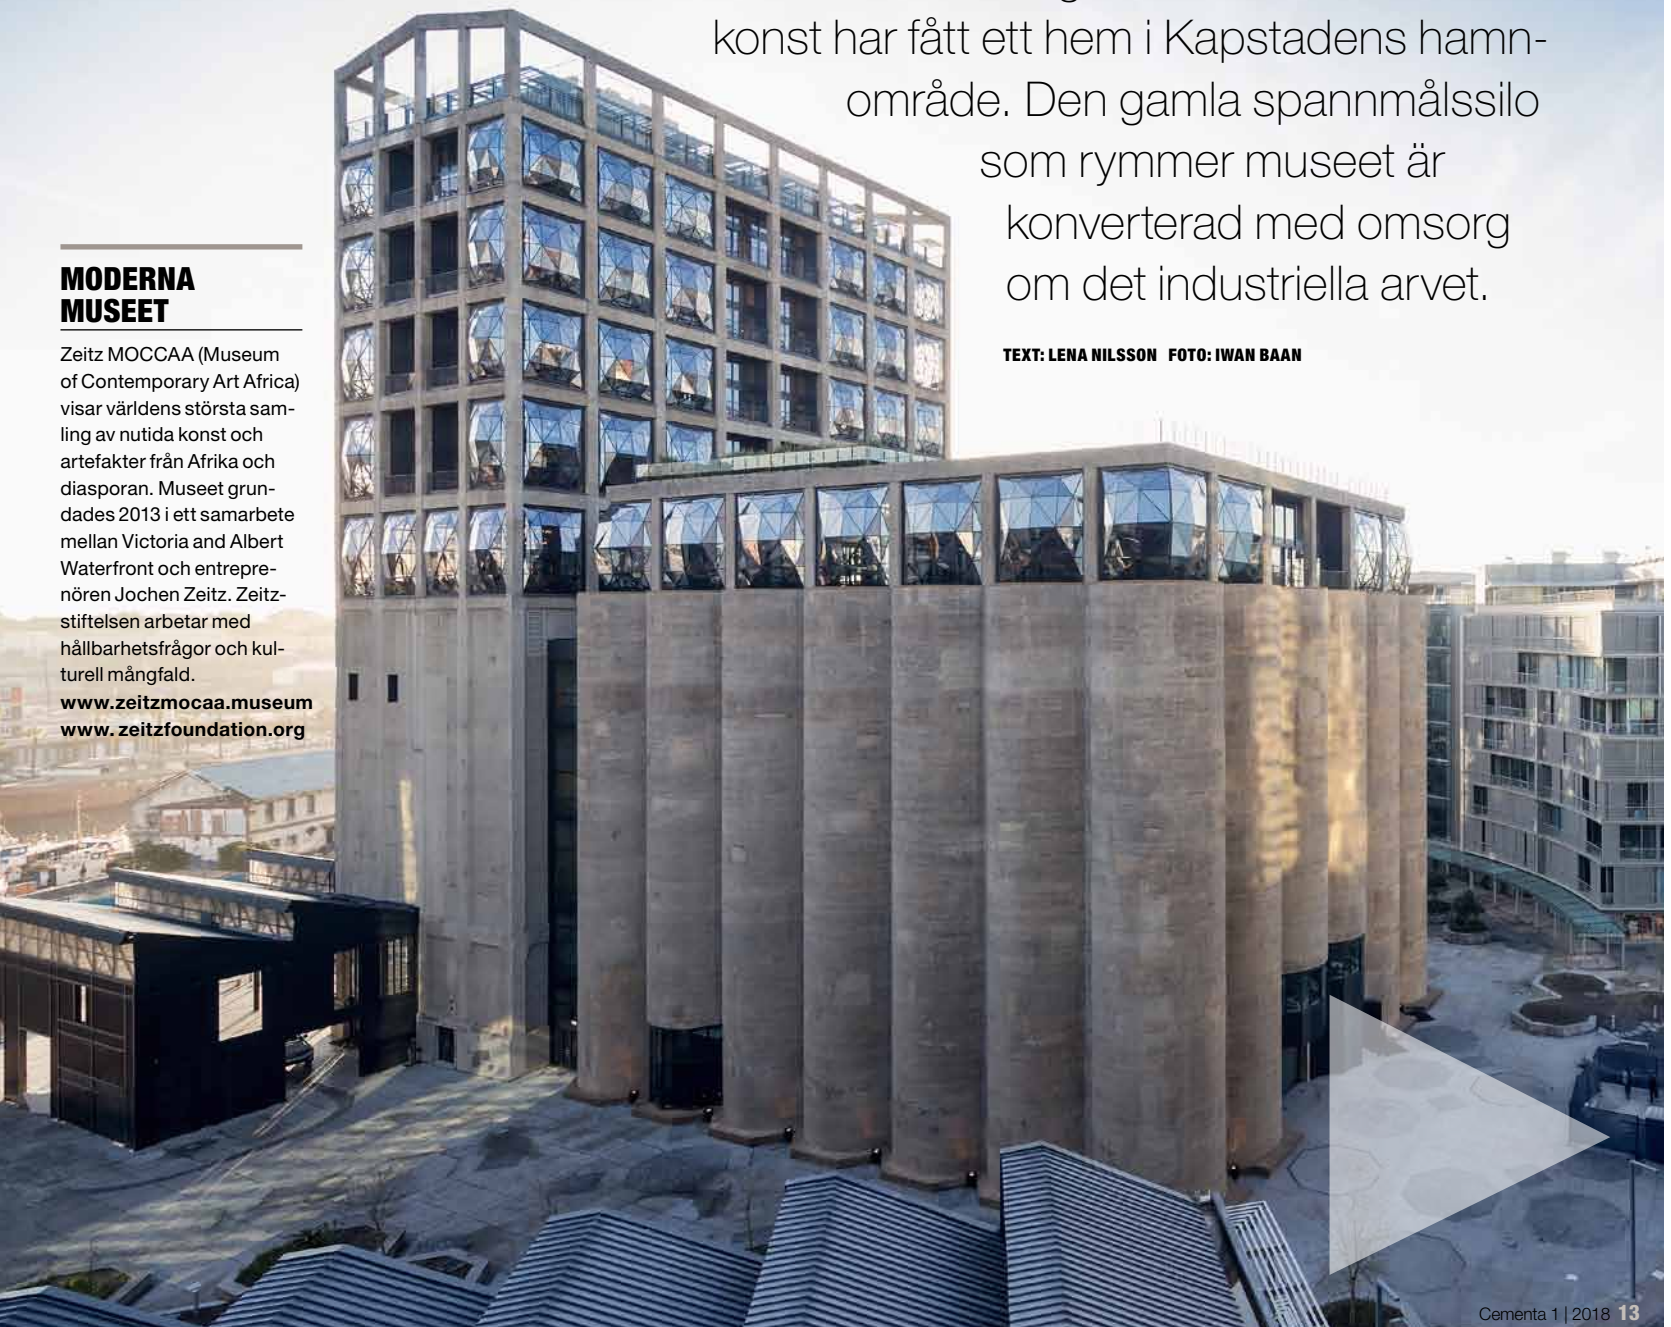 konst har fått ett hem i Kapstadens hamn-
område. Den gamla spannmålssilo
som rymmer museet är
konverterad med omsorg
om det industriella arvet.
TEXT: LENA NILSSON FOTO: IWAN BAAN
MODERNA
MUSEET
Zeitz MOCCAA (Museum
of Contemporary Art Africa)
visar världens största sam-
ling av nutida konst och
artefakter från Afrika och
diasporan. Museet grun-
dades 2013 i ett samarbete
mellan Victoria and Albert
Waterfront och entrepre-
nören Jochen Zeitz. Zeitz-
stiftelsen arbetar med
hållbarhetsfrågor och kul-
turell mångfald.
www.zeitzmocaa.museum
www. zeitzfoundation.org
Cementa 1 | 2018 13